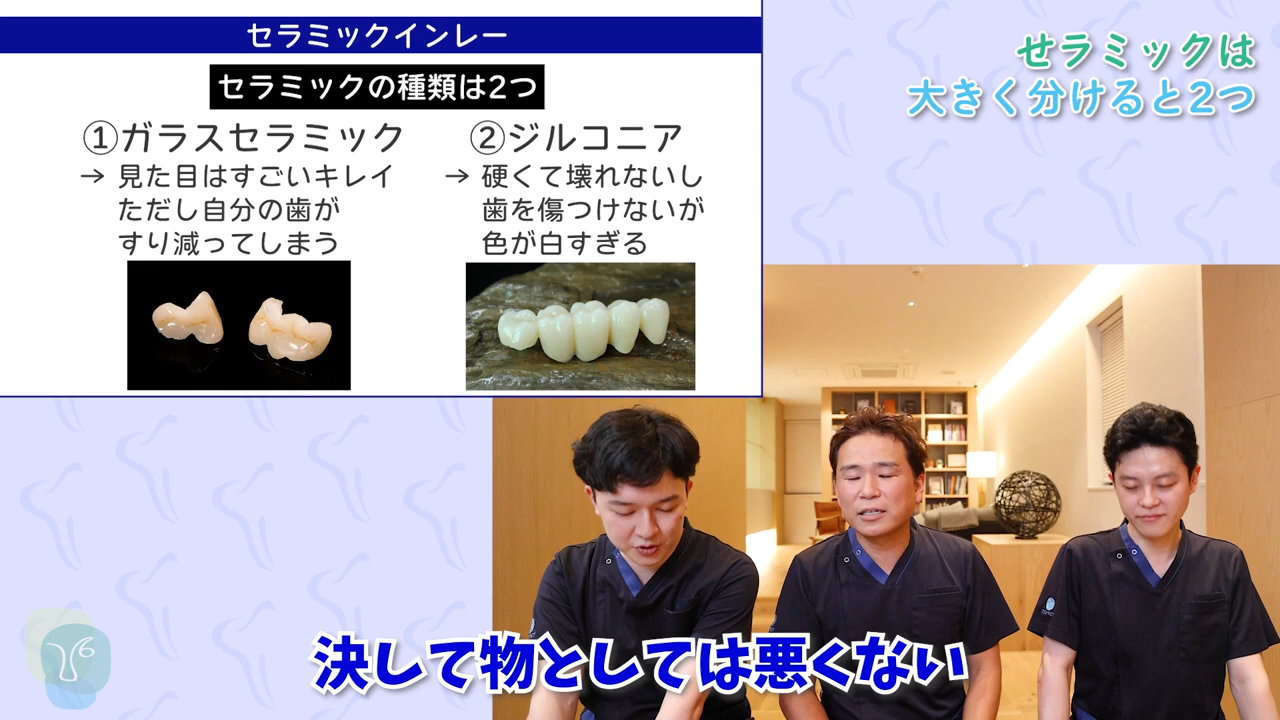 セラミックインレー
セラミックの種類は2つ
①ガラスセラミック
→ 見た目はすごいキレイ
ただし自分の歯が
すり減ってしまう
②ジルコニア
→ 硬くて壊れないし
歯を傷つけないが
色が白すぎる
せラミックは
大きく分けると2つ
決して物としては悪くない